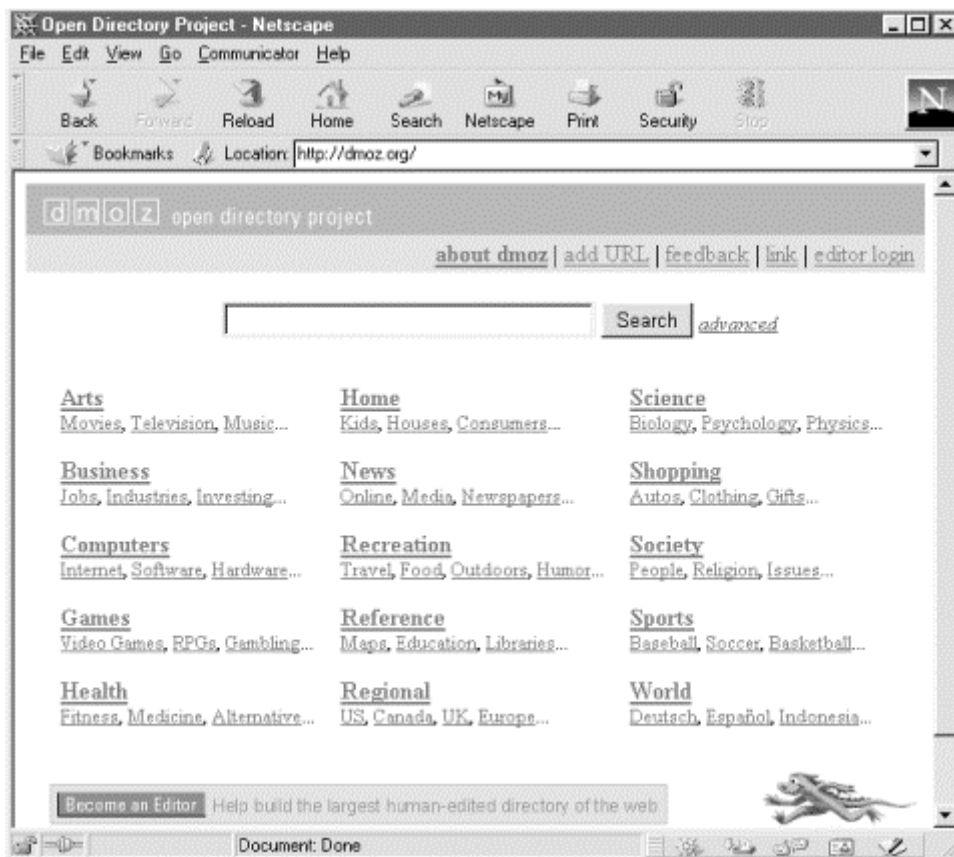 Open Directory Project - Netscape
File Edit View Go Communicator Help
Back Forward Reload Home Search Netscape Print Security Stop
Bookmarks Location: http://dmoz.org/
dmoz open directory project
about dmoz | add URL | feedback | link | editor login
Search advanced
Arts Home Science
Movies, Television, Music... Kids, Houses, Consumers... Biology, Psychology, Physics...
Business News Shopping
Jobs, Industries, Investing... Online, Media, Newspapers... Autos, Clothing, Gifts...
Computers Recreation Society
Internet, Software, Hardware... Travel, Food, Outdoors, Humor... People, Religion, Issues...
Games Reference Sports
Video Games, RPGs, Gambling... Maps, Education, Libraries... Baseball, Soccer, Basketball...
Health Regional World
Fitness, Medicine, Alternative... US, Canada, UK, Europe... Deutsch, Español, Indonesia...
Become an Editor Help build the largest human-edited directory of the web
Document: Done